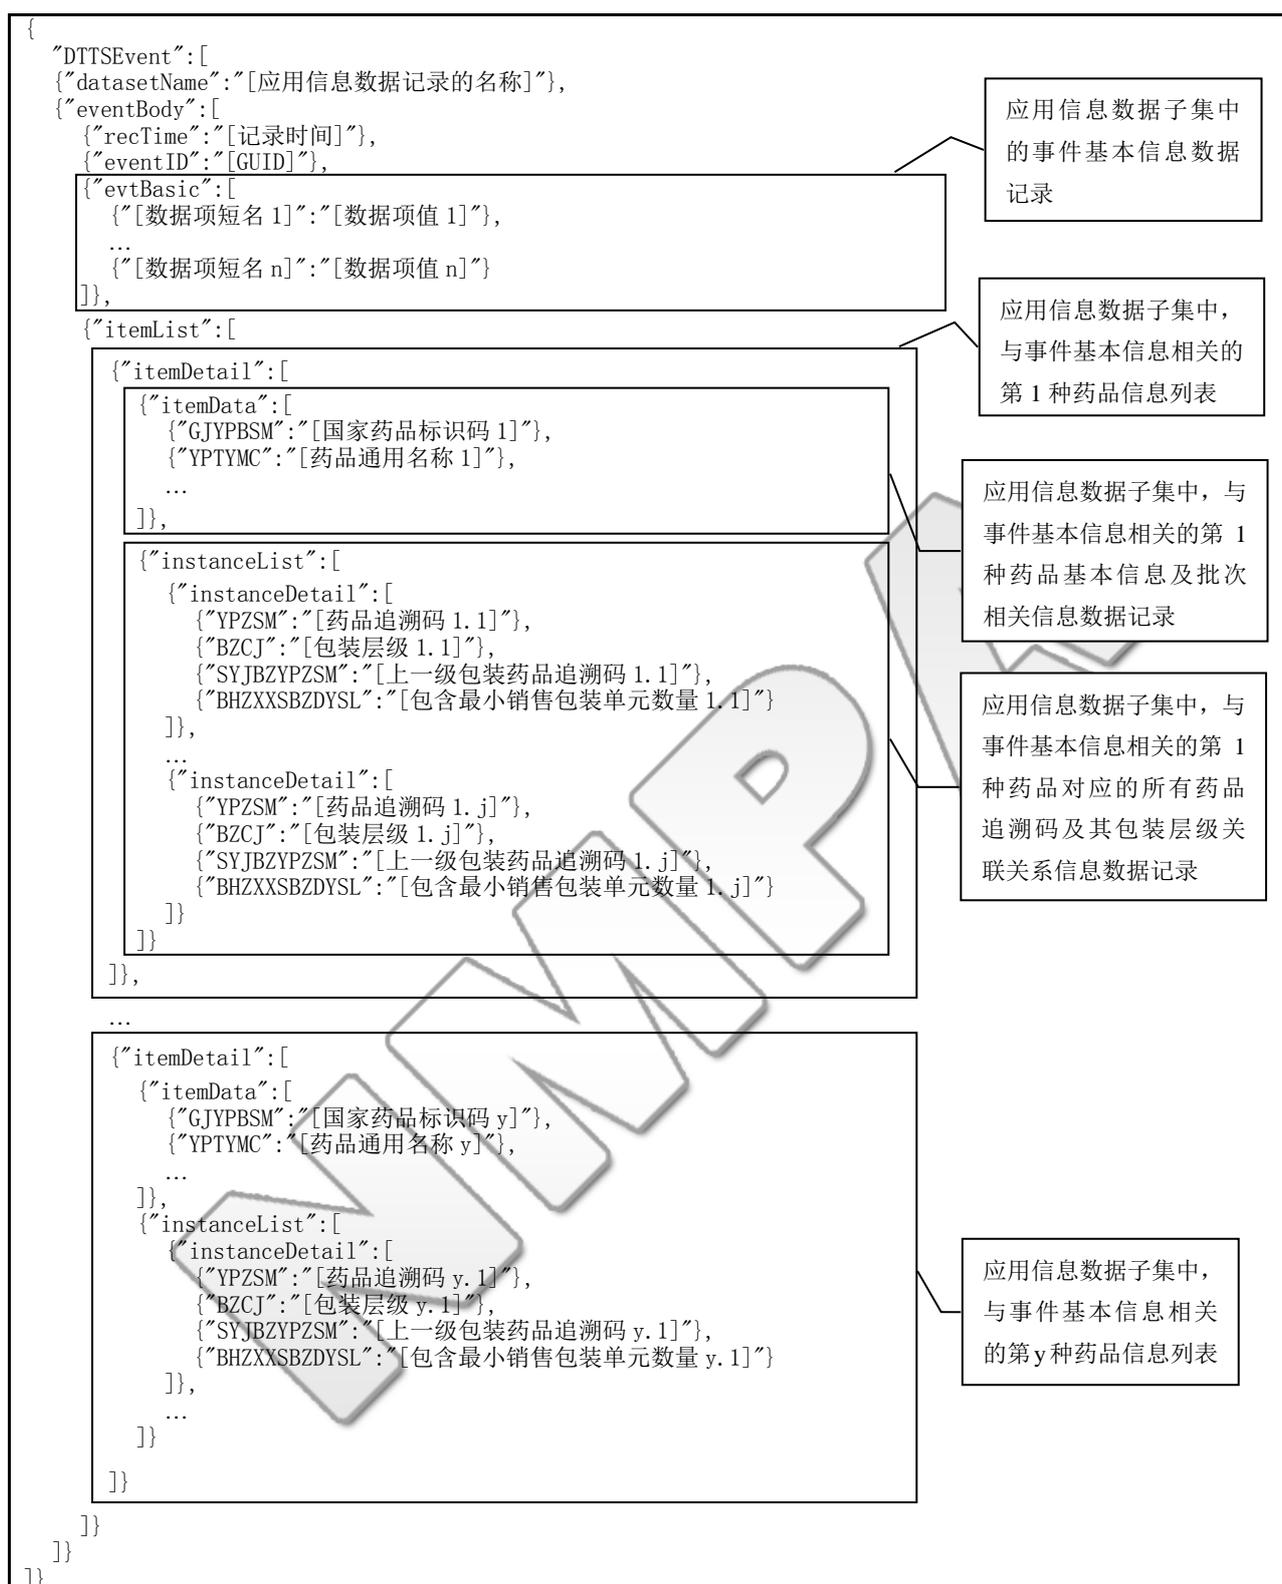 {
"DTTSEvent":[
{"datasetName":"[应用信息数据记录的名称]"},
{"eventBody":[
{"recTime":"[记录时间]"},
{"eventID":"[GUID]"},
{"evtBasic":[
{"[数据项短名 1]":"[数据项值 1]"},
…
{"[数据项短名 n]":"[数据项值 n]"}
]},
应用信息数据子集中
的事件基本信息数据
记录
{"itemList":[
应用信息数据子集中，
与事件基本信息相关的
第 1 种药品信息列表
{"itemDetail":[
{"itemData":[
{"GJYPBSM":"[国家药品标识码 1]"},
{"YPTYMC":"[药品通用名称 1]"},
…
]},
应用信息数据子集中，与
事件基本信息相关的第 1
种药品基本信息及批次
相关信息数据记录
{"instanceList":[
{"instanceDetail":[
{"YPZSM":"[药品追溯码 1.1]"},
{"BZCJ":"[包装层级 1.1]"},
{"SYJBZYPZSM":"[上一级包装药品追溯码 1.1]"},
{"BHZXXSBZDYSL":"[包含最小销售包装单元数量 1.1]"}
]},
…
{"instanceDetail":[
{"YPZSM":"[药品追溯码 1.j]"},
{"BZCJ":"[包装层级 1.j]"},
{"SYJBZYPZSM":"[上一级包装药品追溯码 1.j]"},
{"BHZXXSBZDYSL":"[包含最小销售包装单元数量 1.j]"}
]}
]}
应用信息数据子集中，与
事件基本信息相关的第 1
种药品对应的所有药品
追溯码及其包装层级关
联关系信息数据记录
]},
…
{"itemDetail":[
{"itemData":[
{"GJYPBSM":"[国家药品标识码 y]"},
{"YPTYMC":"[药品通用名称 y]"},
…
]},
{"instanceList":[
{"instanceDetail":[
{"YPZSM":"[药品追溯码 y.1]"},
{"BZCJ":"[包装层级 y.1]"},
{"SYJBZYPZSM":"[上一级包装药品追溯码 y.1]"},
{"BHZXXSBZDYSL":"[包含最小销售包装单元数量 y.1]"}
]},
…
]}
]}
应用信息数据子集中，
与事件基本信息相关
的第 y 种药品信息列表
]}
]}
]}
NMPA